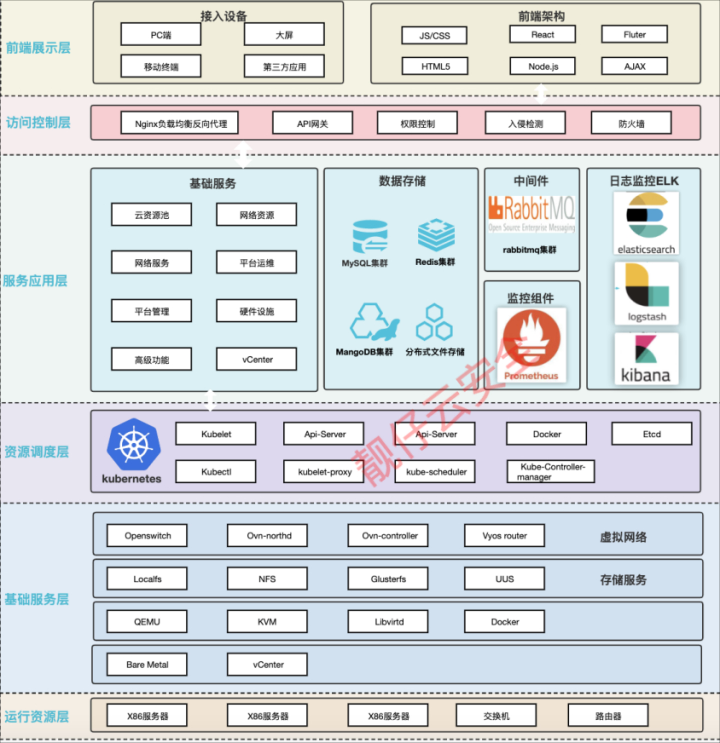 前端展示层
接入设备
PC端
大屏
移动终端
第三方应用
前端架构
JS/CSS
React
Fluter
HTML5
Node.js
AJAX
访问控制层
Nginx负载均衡反向代理
API网关
权限控制
入侵检测
防火墙
服务应用层
基础服务
云资源池
网络资源
网络服务
平台运维
平台管理
硬件设施
高级功能
vCenter
数据存储
MySQL集群
Redis集群
MangoDB集群
分布式文件存储
中间件
RabbitMQ
Open Source Enterprise Messaging
rabbitmq集群
监控组件
Prometheus
日志监控ELK
elasticsearch
logstash
kibana
靓仔云安全
资源调度层
kubernetes
Kubelet
Api-Server
Api-Server
Docker
Etcd
Kubectl
kubelet-proxy
kube-scheduler
Kube-Controller-
manager
基础服务层
Openswitch
Ovn-northd
Ovn-controller
Vyos router
虚拟网络
Localfs
NFS
Glusterfs
UUS
存储服务
QEMU
KVM
Libvirtd
Docker
Bare Metal
vCenter
运行资源层
X86服务器
X86服务器
X86服务器
交换机
路由器